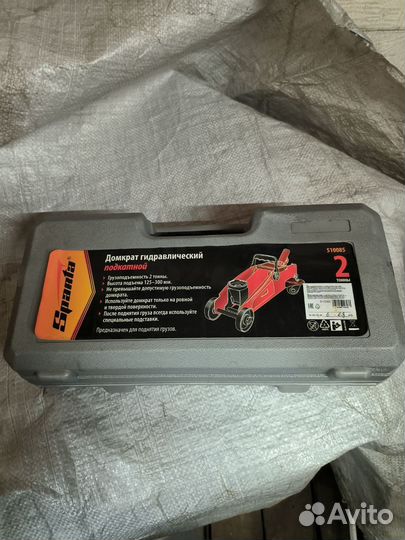 Sparta
Домкрат гидравлический
подкатной
• Грузоподъемность 2 тонны.
• Высота подъема 125–300 мм.
• Не превышайте допустимую грузоподъемность
домкрата.
• Используйте домкрат только на ровной
и твердой поверхности.
• После поднятия груза всегда используйте
специальные подставки.
Предназначен для поднятия грузов.
510085
2
ТОННЫ
Avito